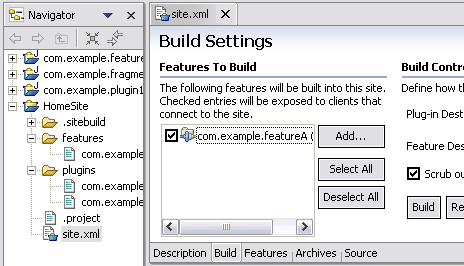 Navigator
com.example.feature
com.example.fragme
com.example.plugin1
HomeSite
.sitebuild
features
com.example
plugins
com.example
com.example
.project
site.xml
site.xml
Build Settings
Features To Build
The following features will be built into this site.
Checked entries will be exposed to clients that
connect to the site.
com.example.featureA (
Add...
Select All
Deselect All
Build Contr
Define how th
Plug-in Dest
Feature Des
Scrub ou
Build Re
Description Build Features Archives Source